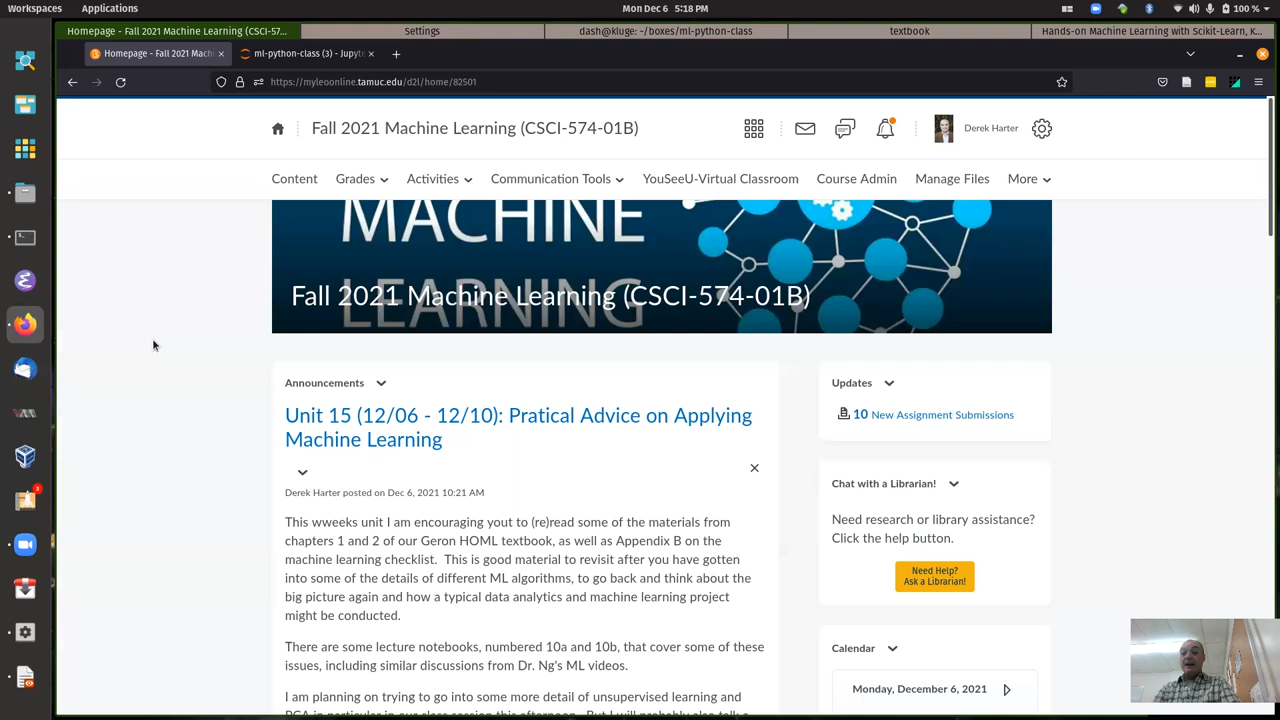 Workspaces Applications Mon Dec 6 5:18 PM 100 %
Homepage - Fall 2021 Machine Learning (CSCI-57... Settings dash@kluge: ~/boxes/ml-python-class textbook Hands-on Machine Learning with Scikit-Learn, K...
Homepage - Fall 2021 Machi ml-python-class (3) - Jupyte
https://myleoonline.tamuc.edu/d2l/home/82501
Fall 2021 Machine Learning (CSCI-574-01B) Derek Harter
Content Grades Activities Communication Tools YouSeeU-Virtual Classroom Course Admin Manage Files More
MACHINE
LEARNING
Fall 2021 Machine Learning (CSCI-574-01B)
Announcements
Unit 15 (12/06 - 12/10): Pratical Advice on Applying
Machine Learning
Derek Harter posted on Dec 6, 2021 10:21 AM
This wweeks unit I am encouraging yout to (re)read some of the materials from
chapters 1 and 2 of our Geron HOML textbook, as well as Appendix B on the
machine learning checklist. This is good material to revisit after you have gotten
into some of the details of different ML algorithms, to go back and think about the
big picture again and how a typical data analytics and machine learning project
might be conducted.
There are some lecture notebooks, numbered 10a and 10b, that cover some of these
issues, including similar discussions from Dr. Ng's ML videos.
I am planning on trying to go into some more detail of unsupervised learning and
Updates
10 New Assignment Submissions
Chat with a Librarian!
Need research or library assistance?
Click the help button.
Need Help?
Ask a Librarian!
Calendar
Monday, December 6, 2021